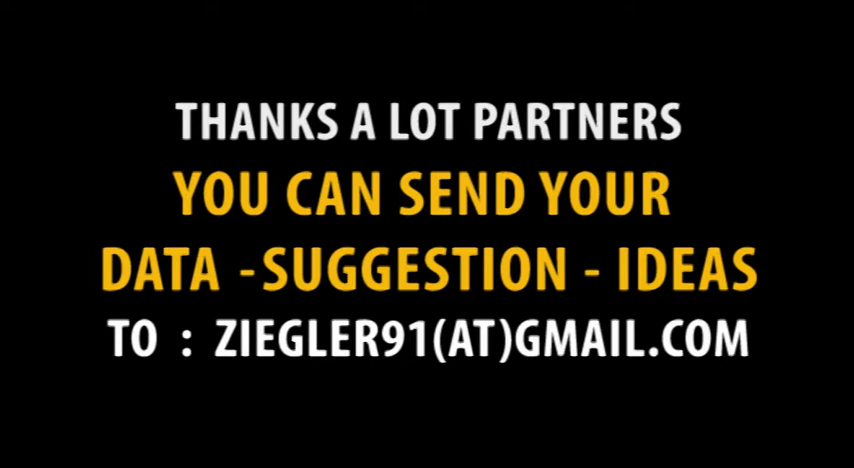 THANKS A LOT PARTNERS
YOU CAN SEND YOUR
DATA -SUGGESTION - IDEAS
TO : ZIEGLER91(AT)GMAIL.COM